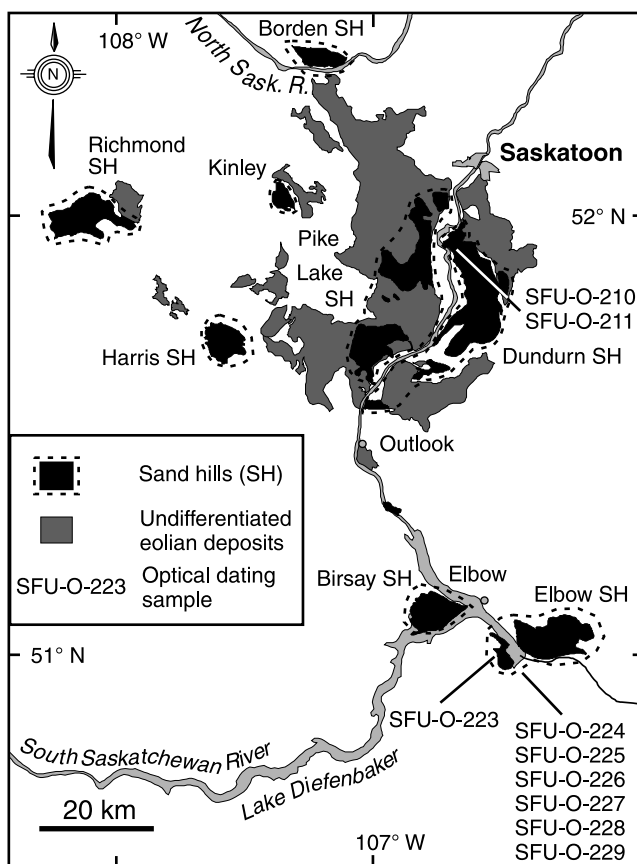 Borden SH
108° W
North Sask. R.
N
Richmond
SH
Kinley
Saskatoon
52° N
Pike
Lake
SH
SFU-O-210
SFU-O-211
Harris SH
Dundurn SH
Outlook
Sand hills (SH)
Undifferentiated
eolian deposits
SFU-O-223 Optical dating
sample
Birsay SH
Elbow
Elbow SH
51° N
SFU-O-223
SFU-O-224
SFU-O-225
SFU-O-226
SFU-O-227
SFU-O-228
SFU-O-229
South Saskatchewan River
Lake Diefenbaker
20 km
107° W